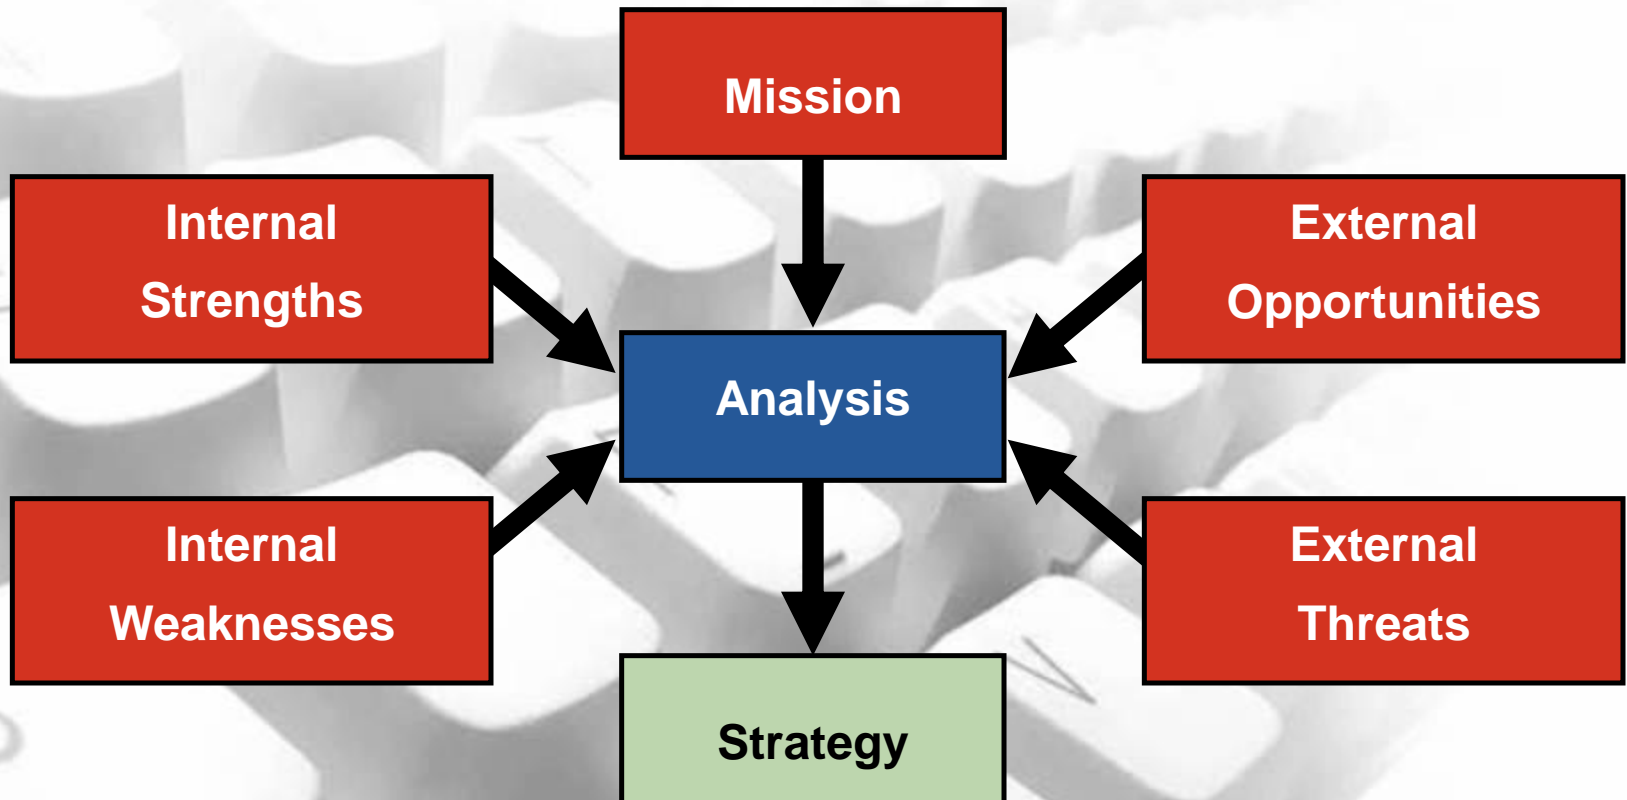 Mission
Internal
Strengths
External
Opportunities
Analysis
Internal
Weaknesses
External
Threats
Strategy